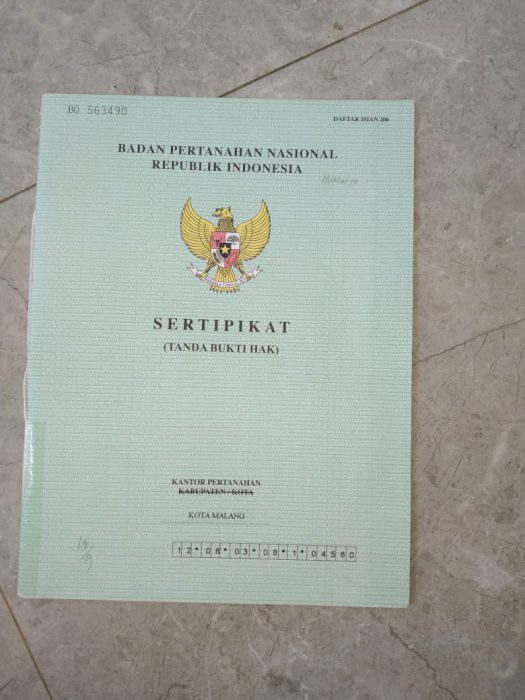 BO 563490
DAFTAR ISIAN 206
BADAN PERTANAHAN NASIONAL
REPUBLIK INDONESIA
SERTIPIKAT
(TANDA BUKTI HAK)
KANTOR PERTANAHAN
KABUPATEN / KOTA
KOTA MALANG
12•06•03•08•1•04580